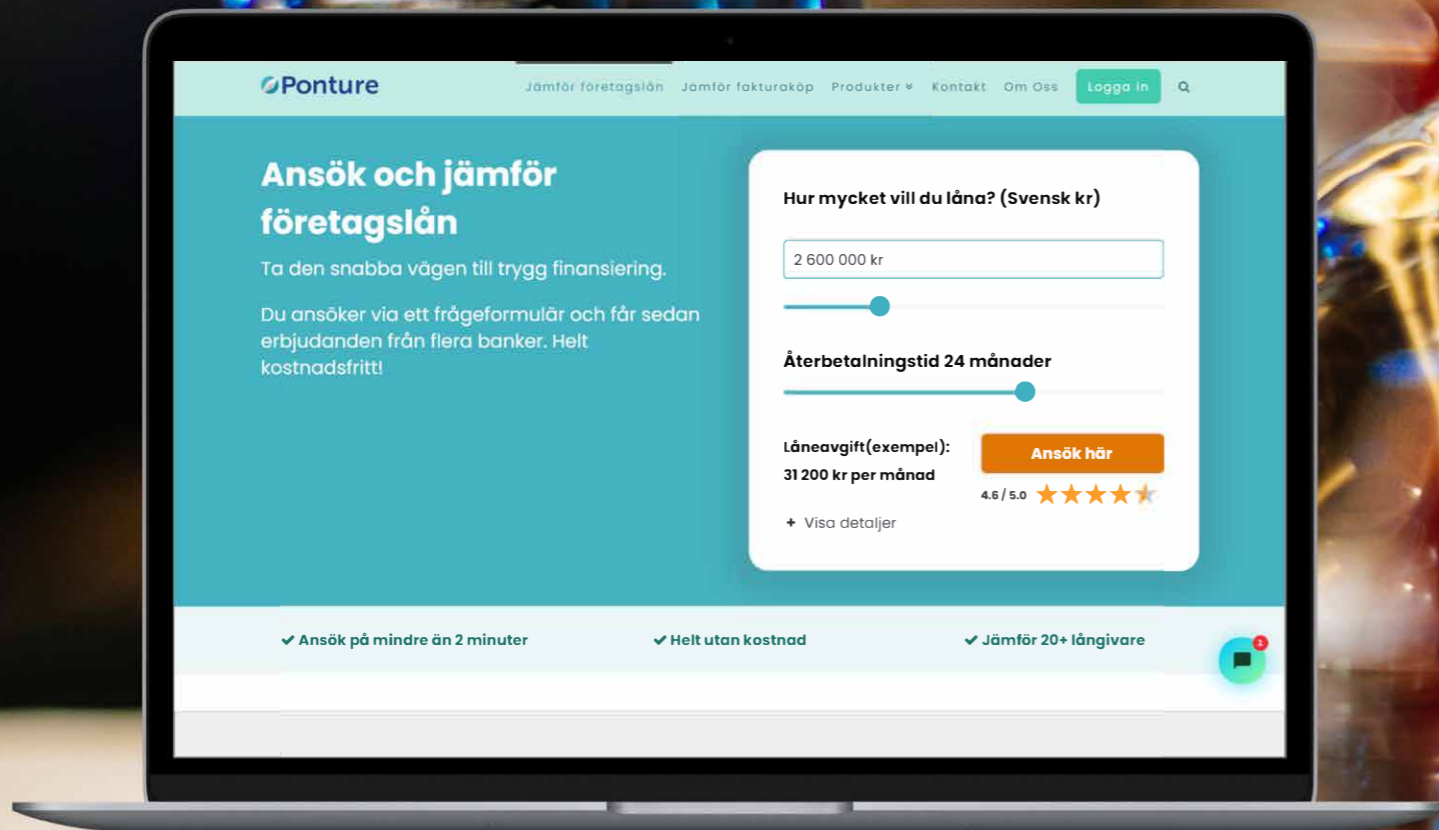 Ponture
Jämför företagslån Jämför fakturaköp Produkter Kontakt Om Oss Logga in
Ansök och jämför
företagslån
Ta den snabba vägen till trygg finansiering.
Du ansöker via ett frågeformulär och får sedan
erbjudanden från flera banker. Helt
kostnadsfritt!
Hur mycket vill du låna? (Svensk kr)
2 600 000 kr
Återbetalningstid 24 månader
Låneavgift(exempel):
31 200 kr per månad
Ansök här
4.6 / 5.0
+ Visa detaljer
Ansök på mindre än 2 minuter
Helt utan kostnad
Jämför 20+ långivare
1